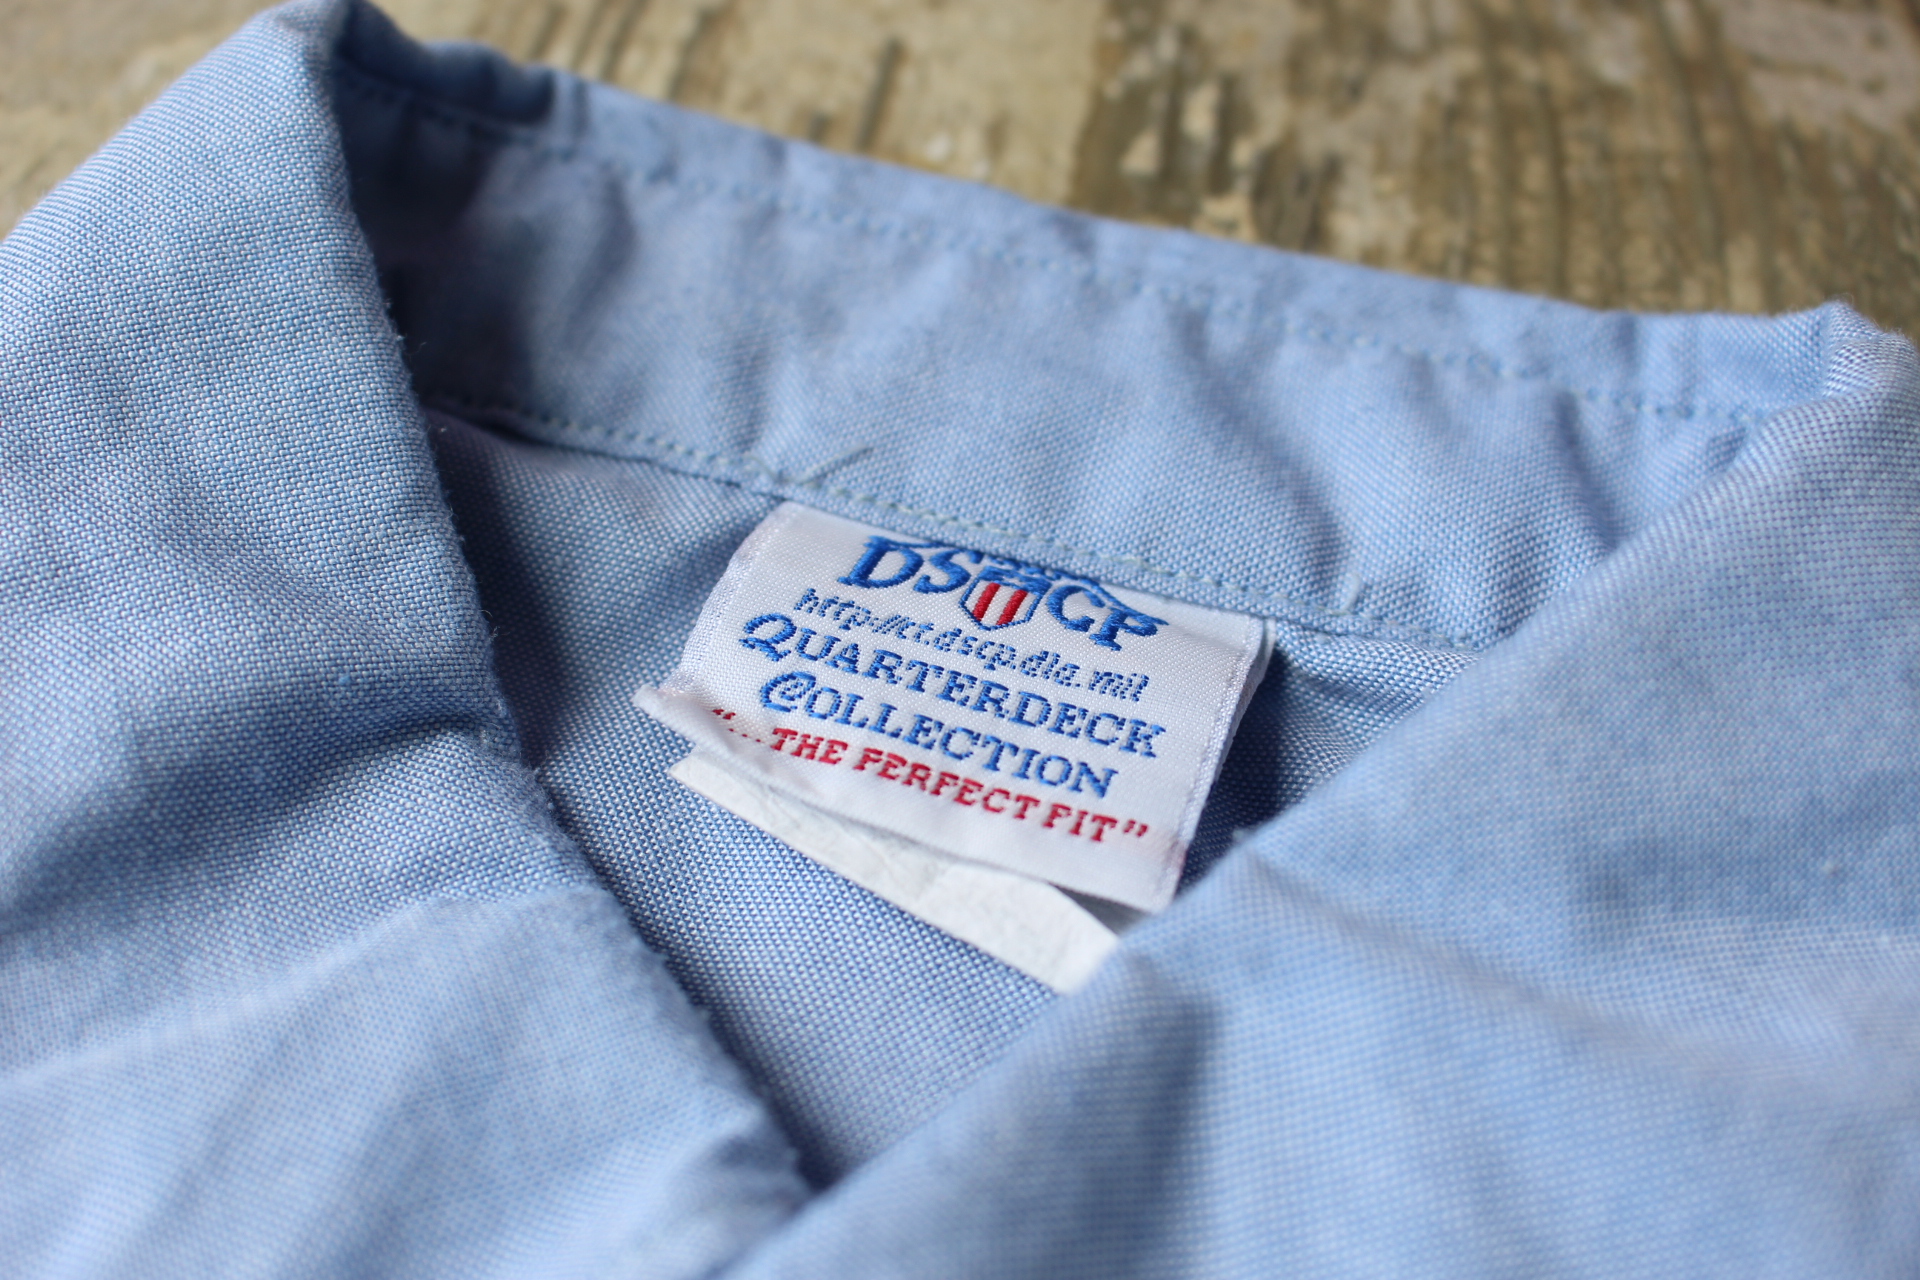 DSCP
http://ct.dscp.dla.mil
QUARTERDECK
COLLECTION
"...THE PERFECT FIT"